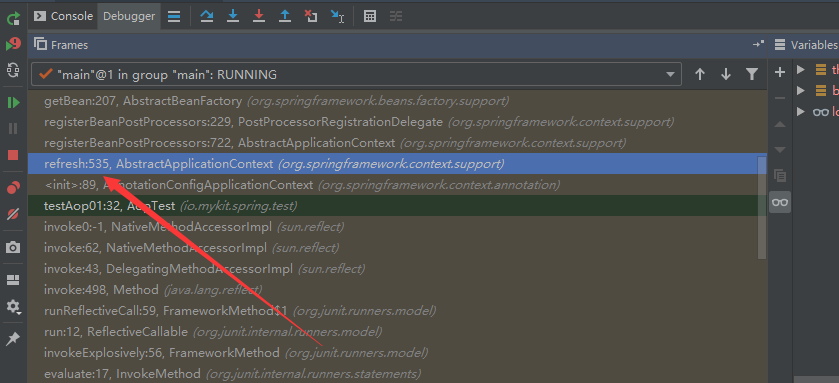 Console Debugger
Frames Variables
"main"@1 in group "main": RUNNING
getBean:207, AbstractBeanFactory (org.springframework.beans.factory.support)
registerBeanPostProcessors:229, PostProcessorRegistrationDelegate (org.springframework.context.support)
registerBeanPostProcessors:722, AbstractApplicationContext (org.springframework.context.support)
refresh:535, AbstractApplicationContext (org.springframework.context.support)
<init>:89, AnnotationConfigApplicationContext (org.springframework.context.annotation)
testAop01:32, AopTest (io.mykit.spring.test)
invoke0:-1, NativeMethodAccessorImpl (sun.reflect)
invoke:62, NativeMethodAccessorImpl (sun.reflect)
invoke:43, DelegatingMethodAccessorImpl (sun.reflect)
invoke:498, Method (java.lang.reflect)
runReflectiveCall:59, FrameworkMethod$1 (org.junit.runners.model)
run:12, ReflectiveCallable (org.junit.internal.runners.model)
invokeExplosively:56, FrameworkMethod (org.junit.runners.model)
evaluate:17, InvokeMethod (org.junit.internal.runners.statements)